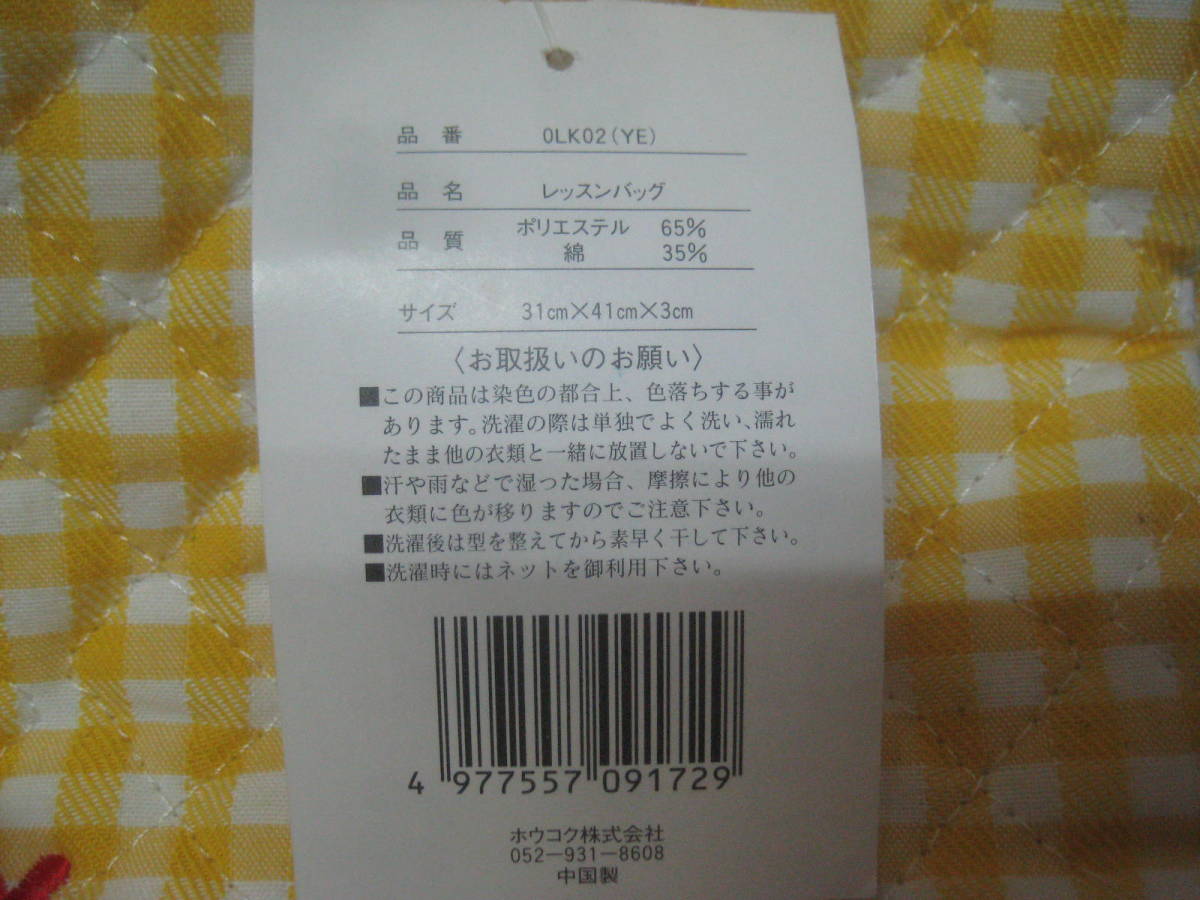 品 番 0LK02(YE)
品 名 レッスンバッグ
品 質 ポリエステル 65%
綿 35%
サイズ 31cm×41cm×3cm
〈お取扱いのお願い〉
■この商品は染色の都合上、色落ちする事が
あります。洗濯の際は単独でよく洗い、濡れ
たまま他の衣類と一緒に放置しないで下さい。
■汗や雨などで湿った場合、摩擦により他の
衣類に色が移りますのでご注意下さい。
■洗濯後は型を整えてから素早く干して下さい。
■洗濯時にはネットを御利用下さい。
4 977557 091729
ホウコク株式会社
052-931-8608
中国製